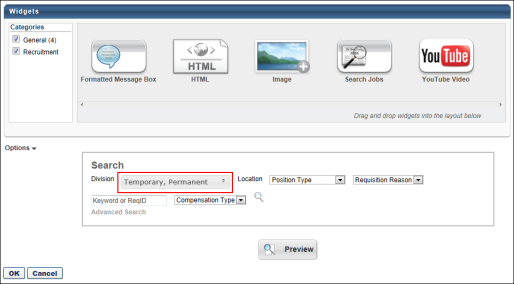 Widgets
Categories
General (4)
Recruitment
HTML
You Tube
Formatted Message Box HTML Image Search Jobs YouTube Video
Drag and drop widgets into the layout below
Options
Search
Division Temporary, Permanent Location Position Type Requisition Reason
Keyword or ReqID Compensation Type
Advanced Search
Preview
OK Cancel